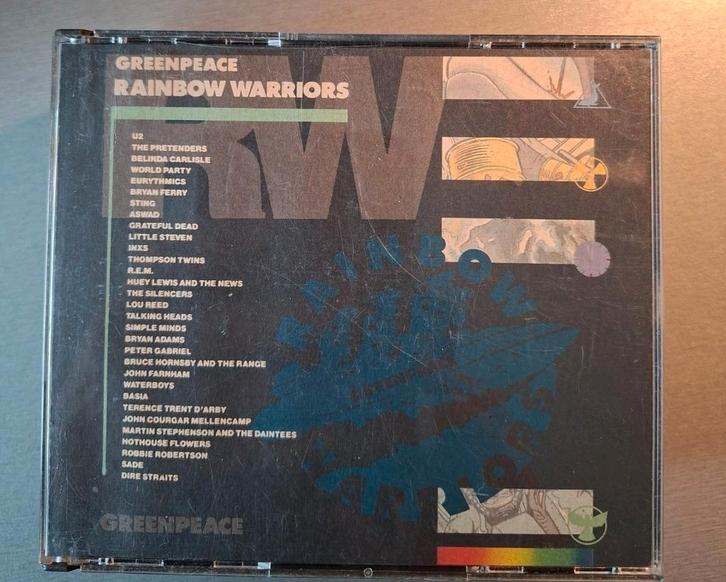 GREENPEACE
RAINBOW WARRIORS
RW
U2
THE PRETENDERS
BELINDA CARLISLE
WORLD PARTY
EURYTHMICS
BRYAN FERRY
STING
ASWAD
GRATEFUL DEAD
LITTLE STEVEN
INXS
THOMPSON TWINS
R.E.M.
HUEY LEWIS AND THE NEWS
THE SILENCERS
LOU REED
TALKING HEADS
SIMPLE MINDS
BRYAN ADAMS
PETER GABRIEL
BRUCE HORNSBY AND THE RANGE
JOHN FARNHAM
WATERBOYS
BASIA
TERENCE TRENT D'ARBY
JOHN COURGAR MELLENCAMP
MARTIN STEPHENSON AND THE DAINTEES
HOTHOUSE FLOWERS
ROBBIE ROBERTSON
SADE
DIRE STRAITS
RAINBOW
WARRIORS
GREENPEACE